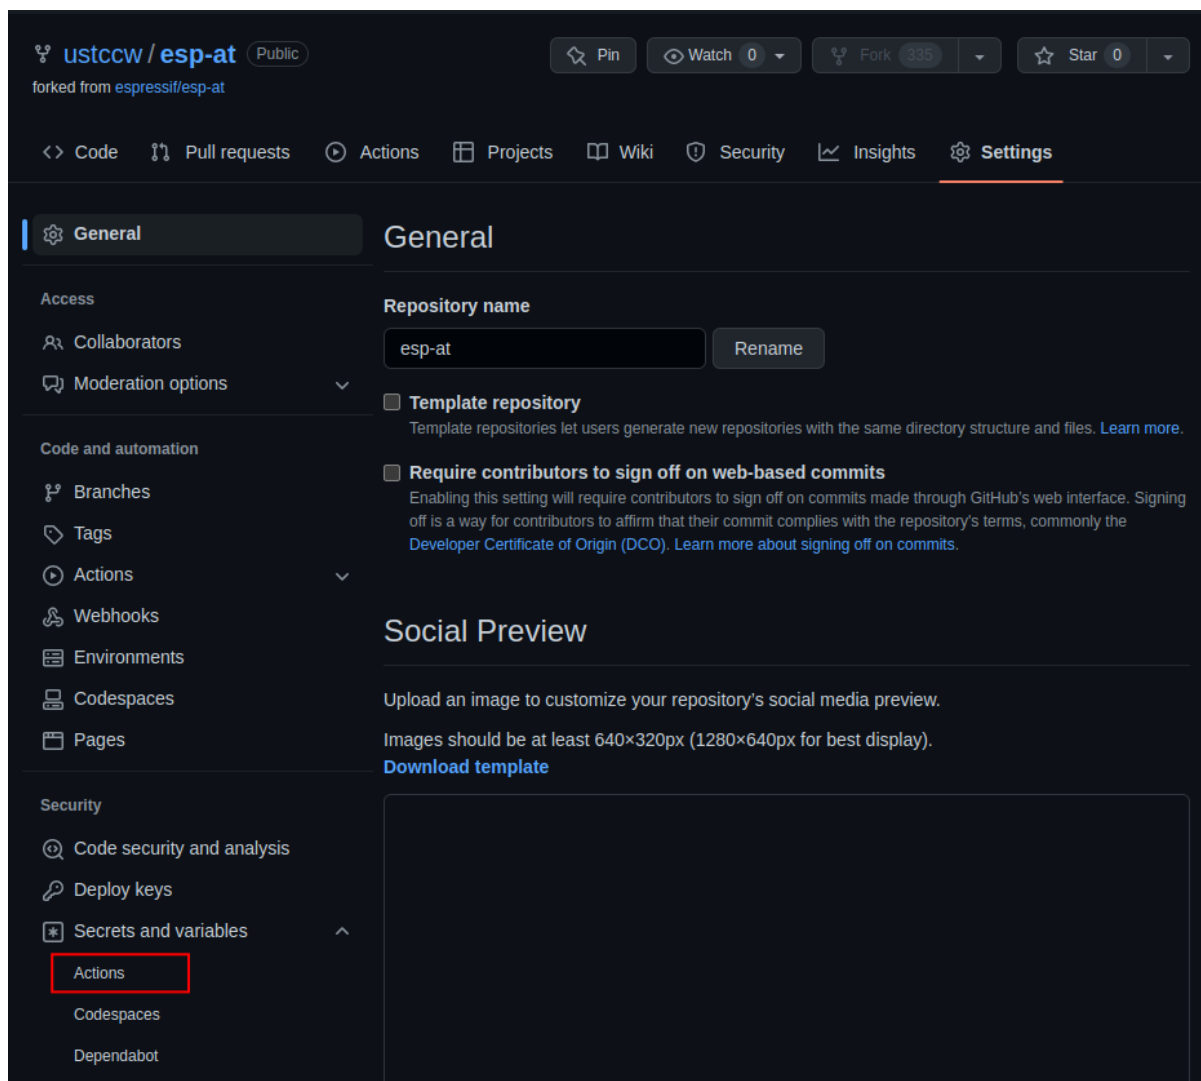 ustccw / esp-at Public
Pin
Watch 0
Fork 335
Star 0
forked from espressif/esp-at
Code
Pull requests
Actions
Projects
Wiki
Security
Insights
Settings
General
Access
Collaborators
Moderation options
Code and automation
Branches
Tags
Actions
Webhooks
Environments
Codespaces
Pages
Security
Code security and analysis
Deploy keys
Secrets and variables
Actions
Codespaces
Dependabot
General
Repository name
esp-at
Rename
Template repository
Template repositories let users generate new repositories with the same directory structure and files. Learn more.
Require contributors to sign off on web-based commits
Enabling this setting will require contributors to sign off on commits made through GitHub's web interface. Signing
off is a way for contributors to affirm that their commit complies with the repository's terms, commonly the
Developer Certificate of Origin (DCO). Learn more about signing off on commits.
Social Preview
Upload an image to customize your repository's social media preview.
Images should be at least 640×320px (1280×640px for best display).
Download template